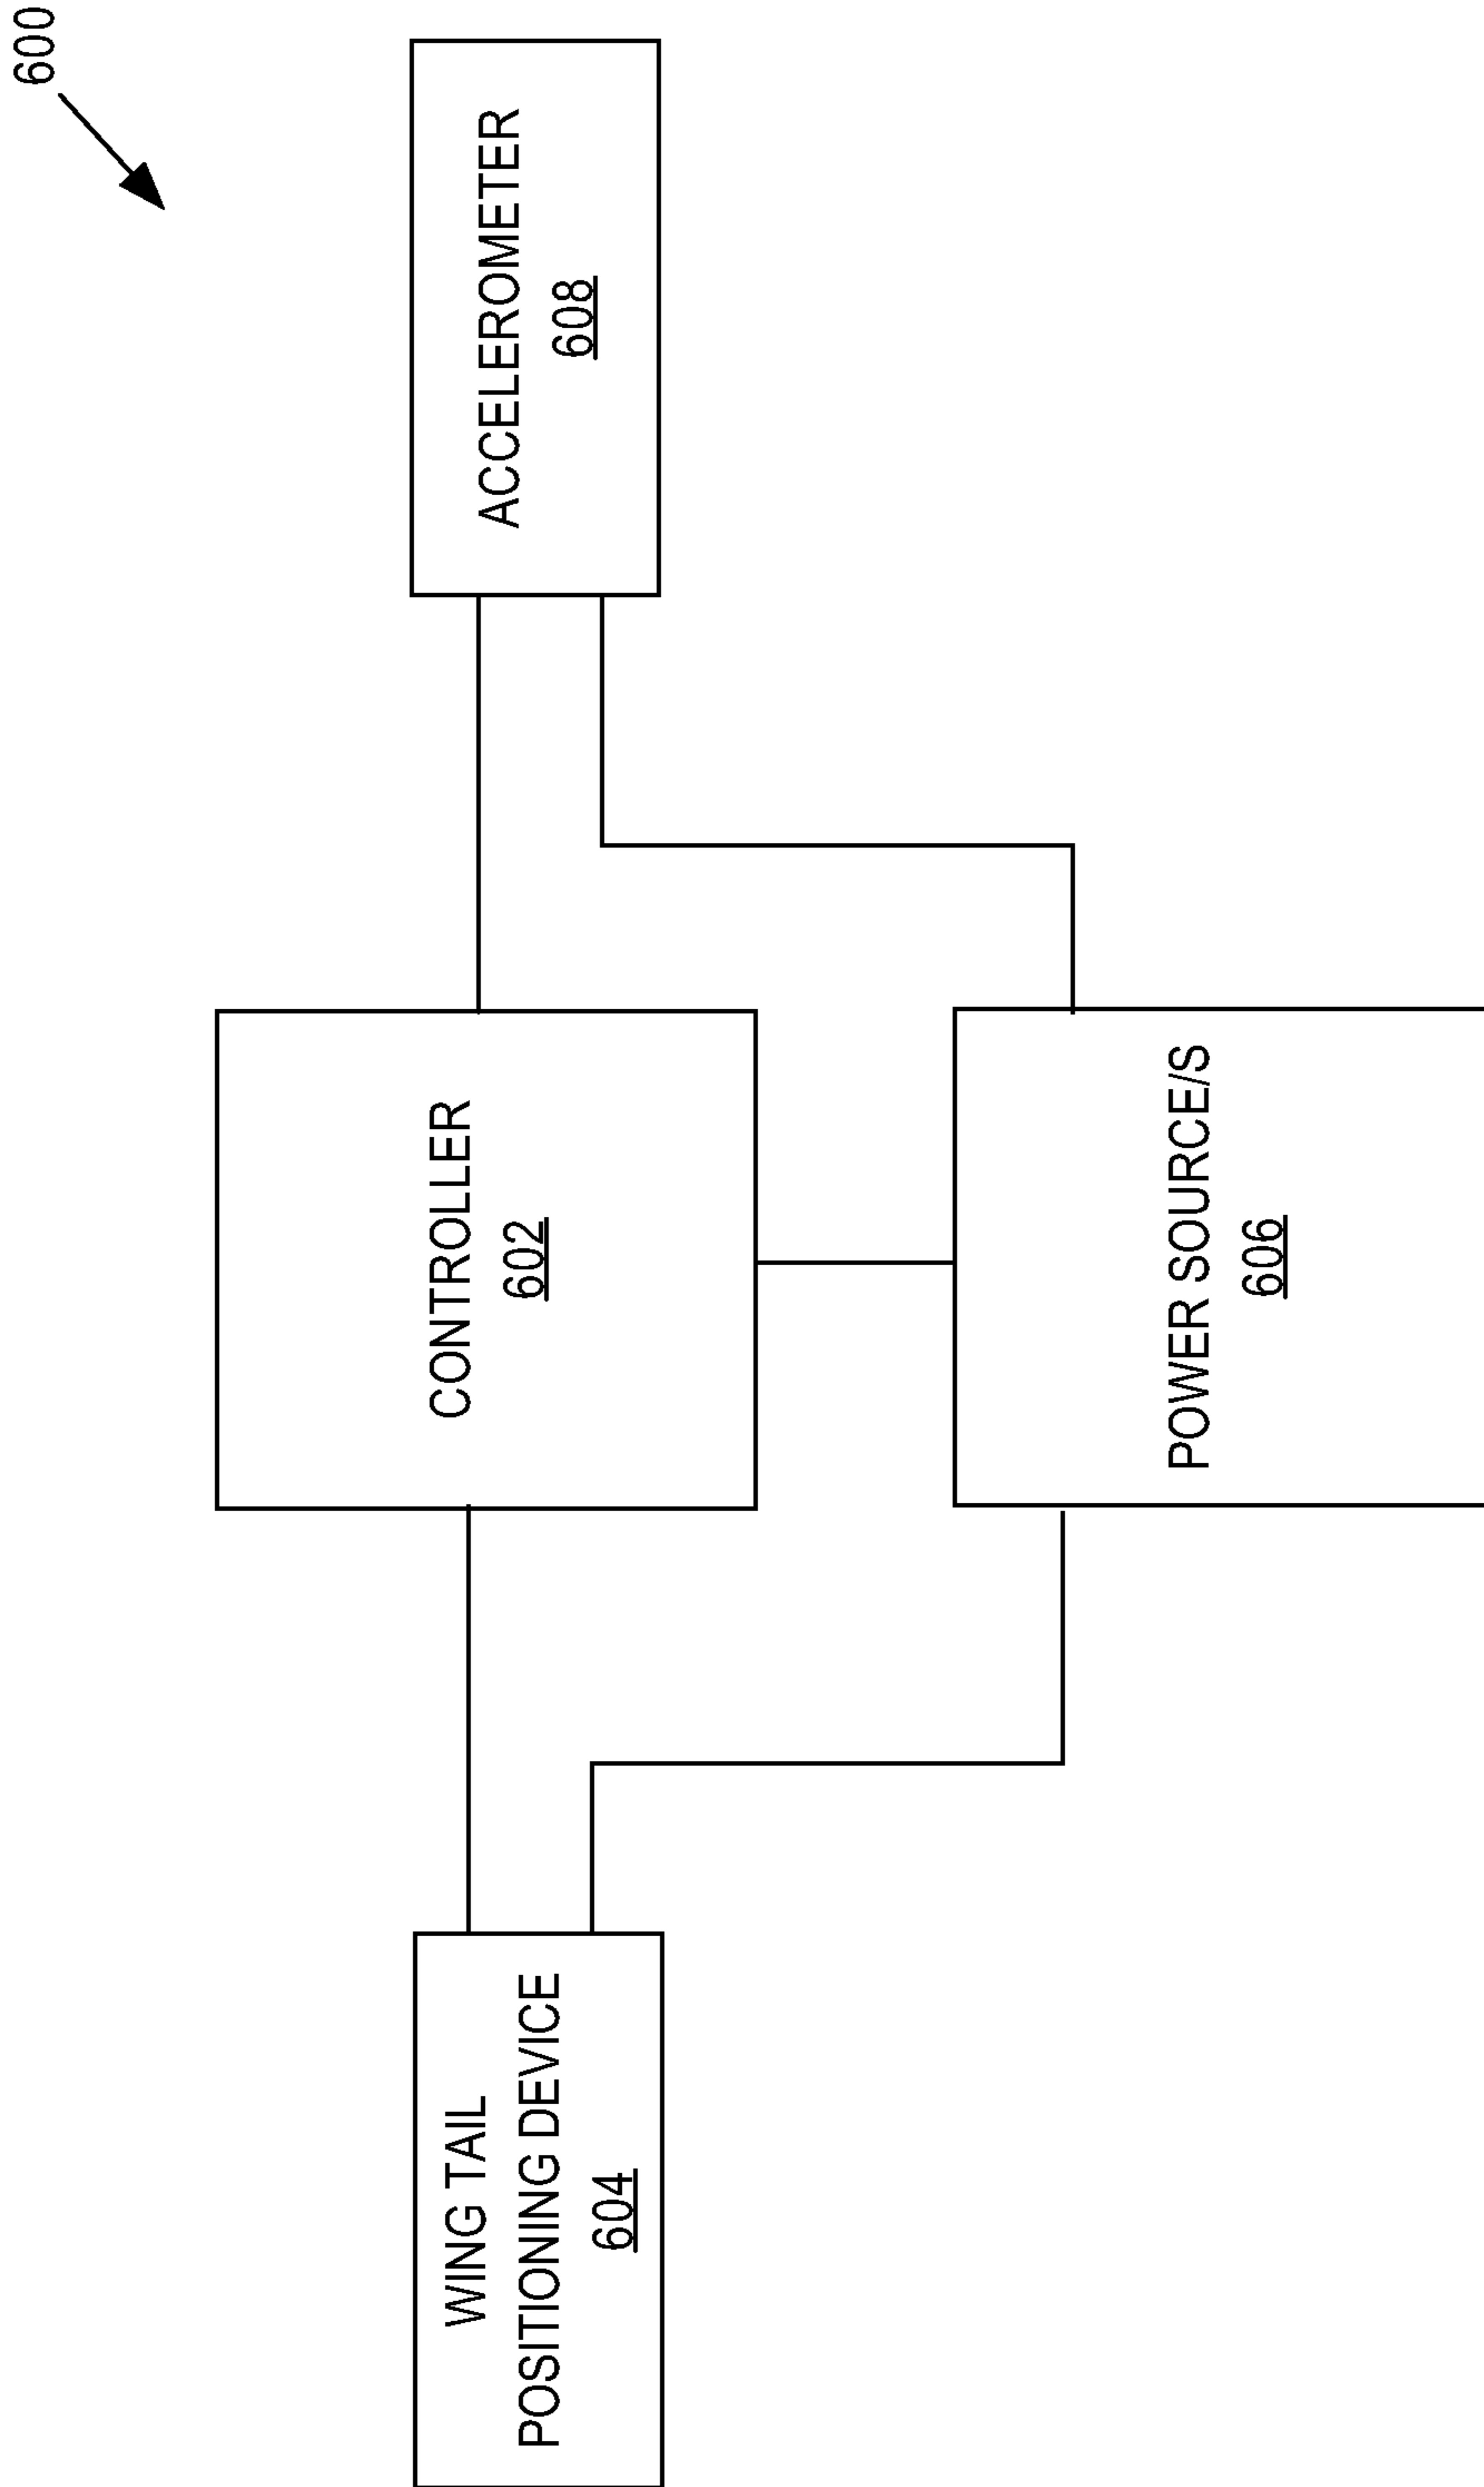 600
WING TAIL
POSITIONING DEVICE
604
CONTROLLER
602
ACCELEROMETER
608
POWER SOURCE/S
606